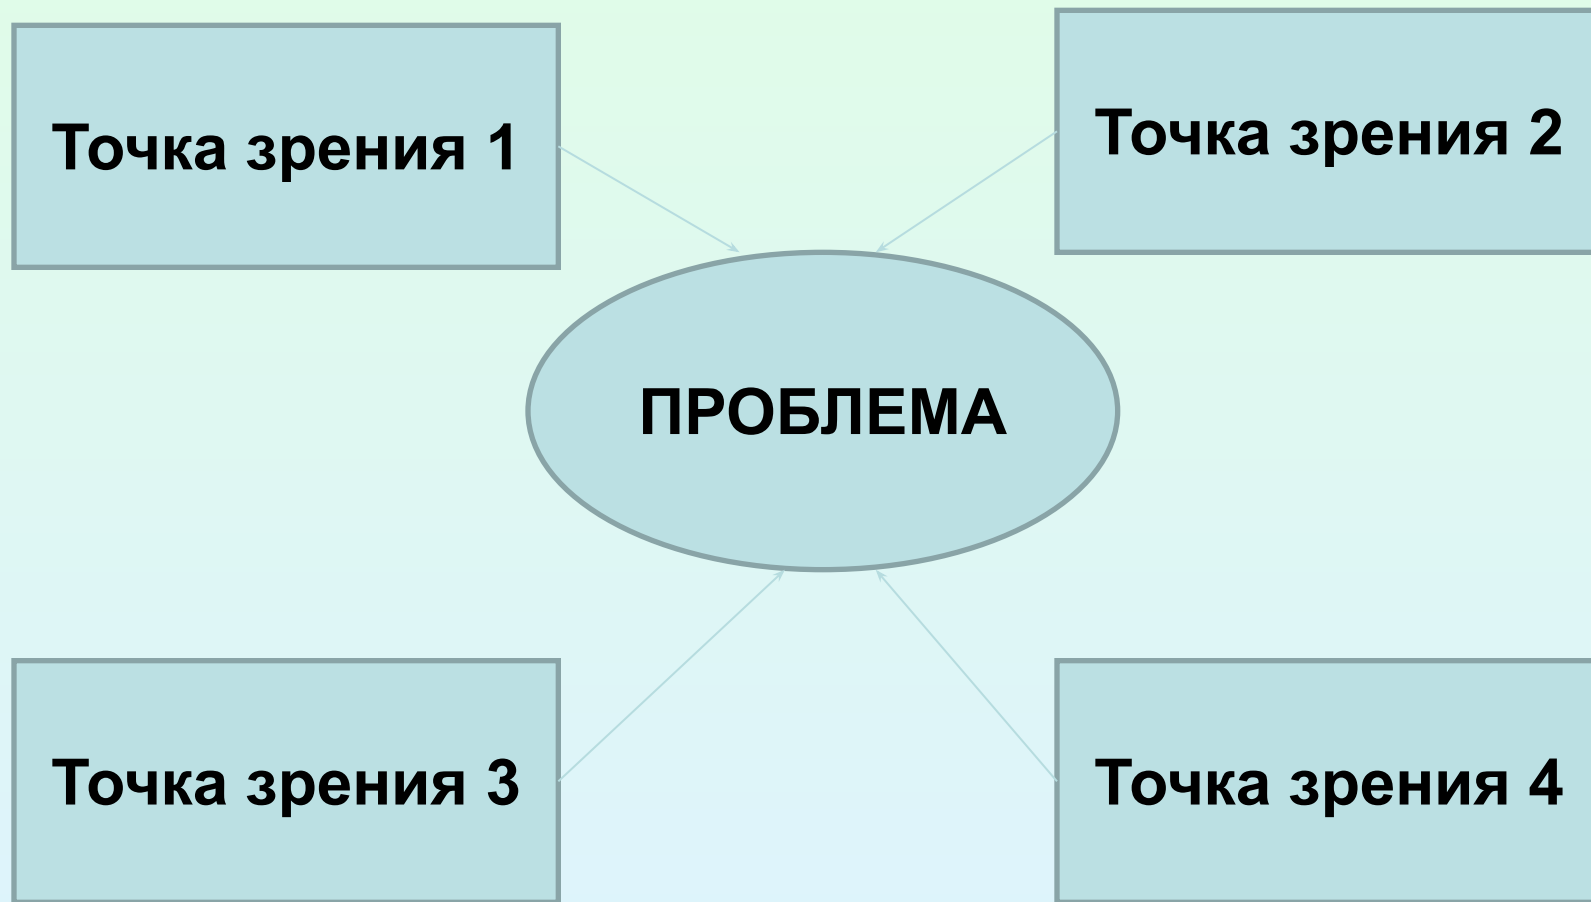 Точка зрения 1
Точка зрения 2
ПРОБЛЕМА
Точка зрения 3
Точка зрения 4